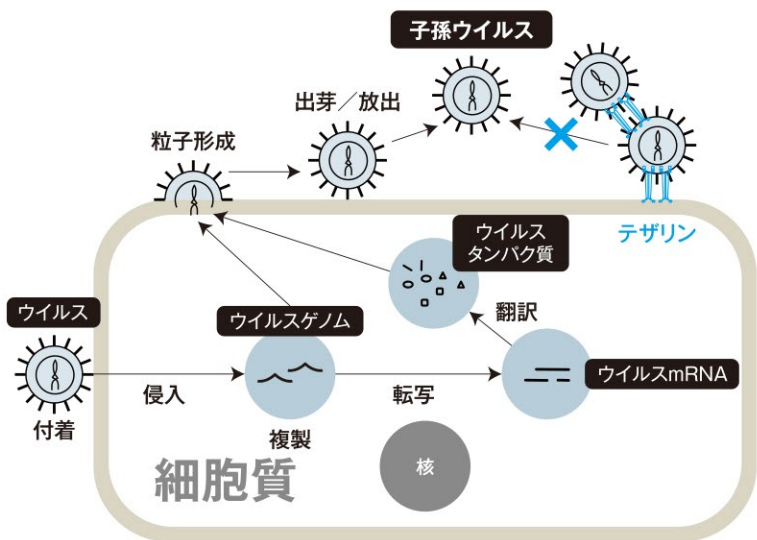 子孫ウイルス
出芽／放出
粒子形成
テザリン
ウイルス
タンパク質
ウイルス
ウイルスゲノム
翻訳
ウイルスmRNA
侵入
転写
付着
複製
核
細胞質